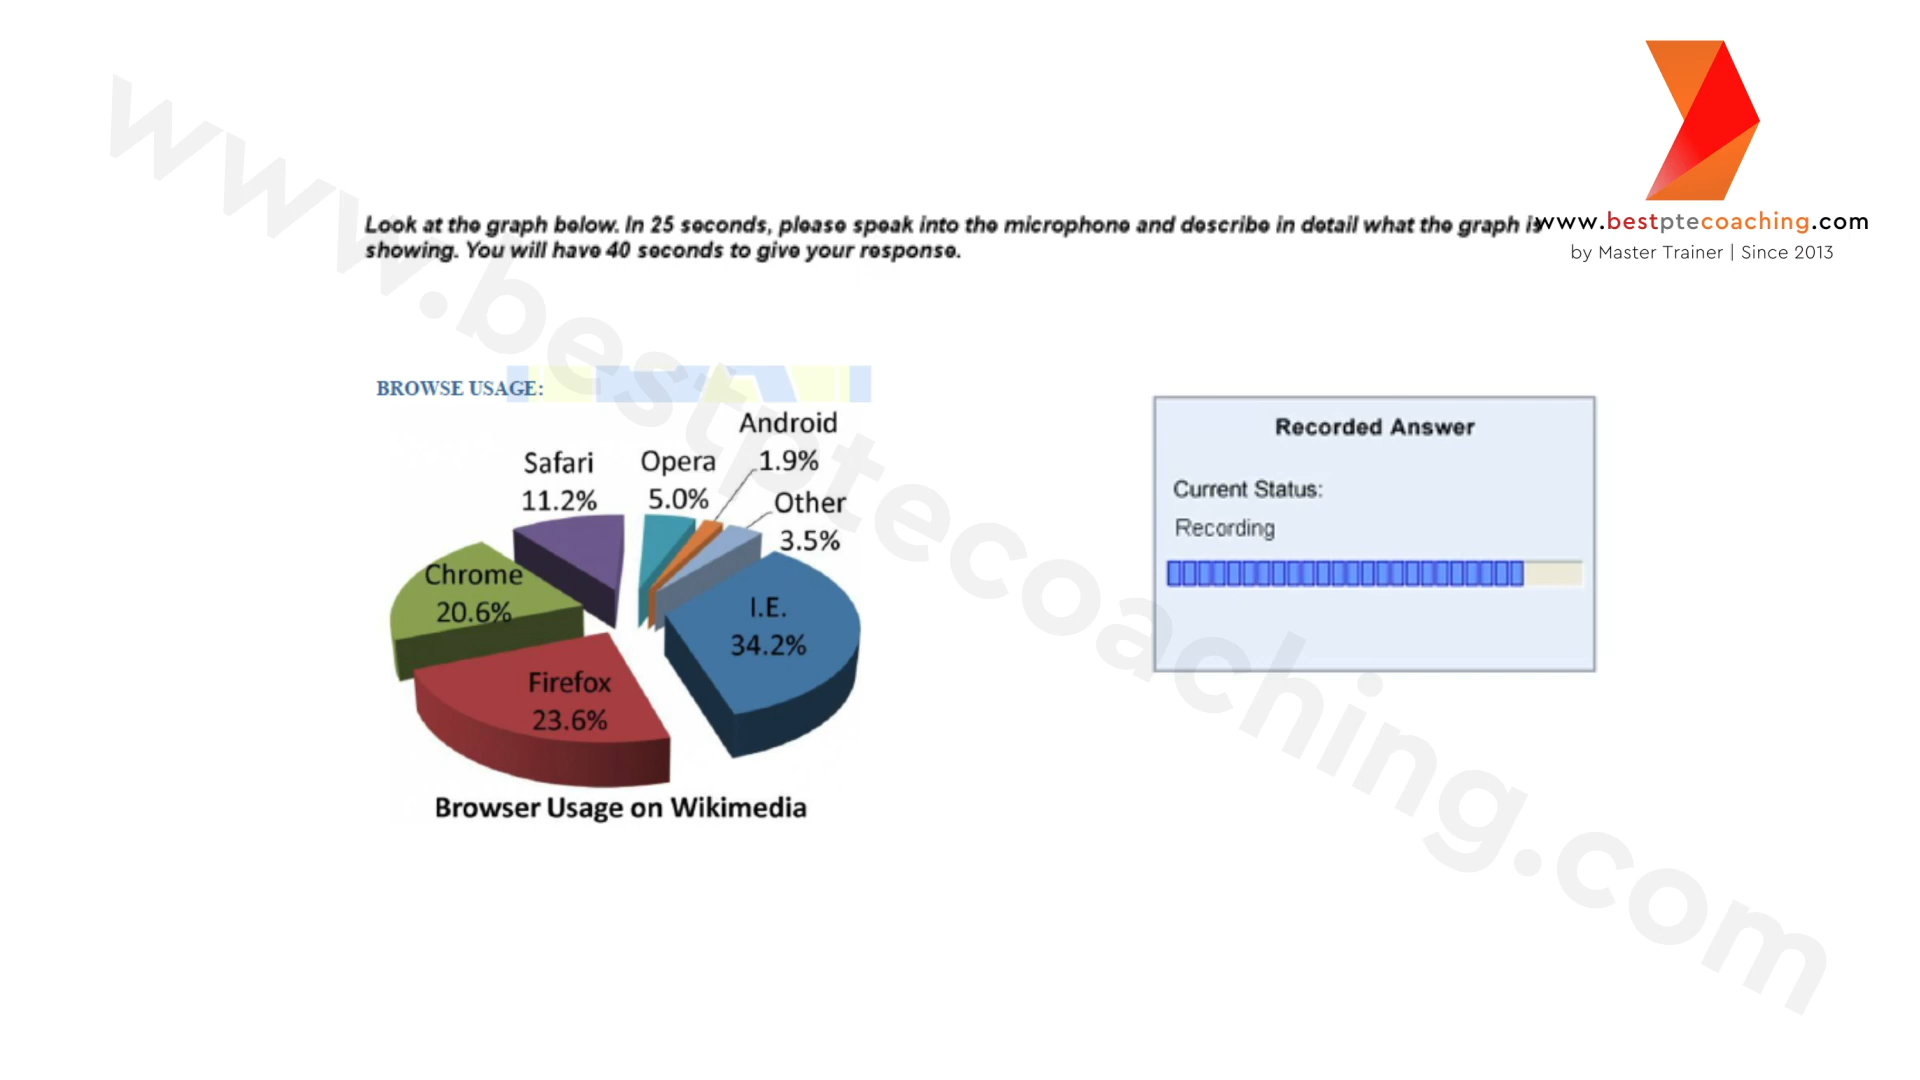 www.bestptecoaching.com
www.bestptecoaching.com
by Master Trainer | Since 2013
Look at the graph below. In 25 seconds, please speak into the microphone and describe in detail what the graph is
showing. You will have 40 seconds to give your response.
BROWSE USAGE:
Android
1.9%
Safari
11.2%
Opera
5.0%
Other
3.5%
Chrome
20.6%
I.E.
34.2%
Firefox
23.6%
Browser Usage on Wikimedia
Recorded Answer
Current Status:
Recording